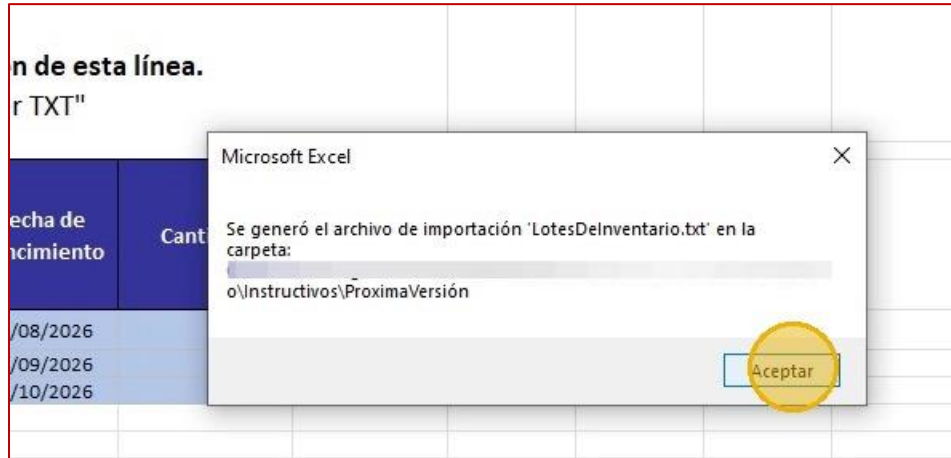 n de esta línea.
r TXT"
Microsoft Excel
echa de
ncimiento
Canti
Se generó el archivo de importación 'LotesDeInventario.txt' en la
carpeta:
o\Instructivos\ProximaVersión
/08/2026
/09/2026
/10/2026
Aceptar